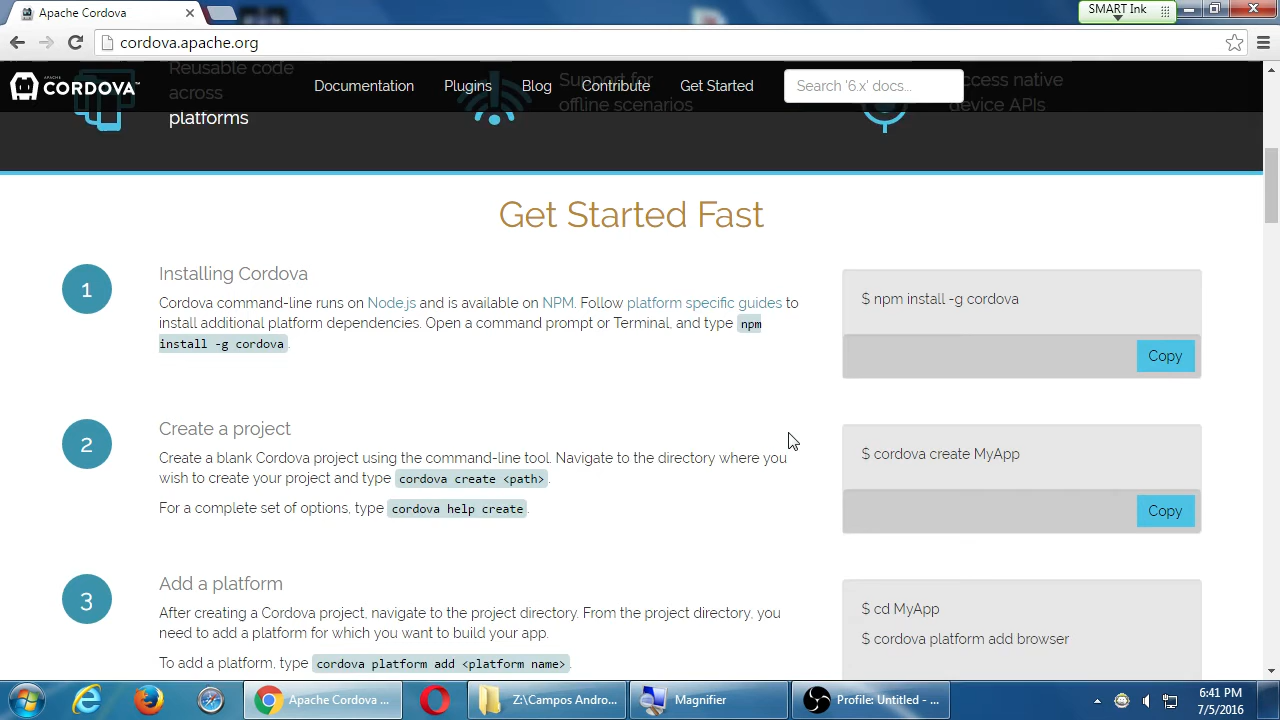 Apache Cordova
SMART Ink
cordova.apache.org
APACHE
CORDOVA™
Documentation
Plugins
Blog
Contribute
Get Started
Search '6.x' docs...
Reusable code
across
platforms
Support for
offline scenarios
ccess native
device APIs
Get Started Fast
1
Installing Cordova
Cordova command-line runs on Node.js and is available on NPM. Follow platform specific guides to
install additional platform dependencies. Open a command prompt or Terminal, and type npm
install -g cordova.
$ npm install -g cordova
Copy
2
Create a project
Create a blank Cordova project using the command-line tool. Navigate to the directory where you
wish to create your project and type cordova create <path>.
For a complete set of options, type cordova help create.
$ cordova create MyApp
Copy
3
Add a platform
After creating a Cordova project, navigate to the project directory. From the project directory, you
need to add a platform for which you want to build your app.
To add a platform, type cordova platform add <platform name>.
$ cd MyApp
$ cordova platform add browser
Apache Cordova ...
Z:\Campos Andro...
Magnifier
Profile: Untitled - ...
6:41 PM
7/5/2016